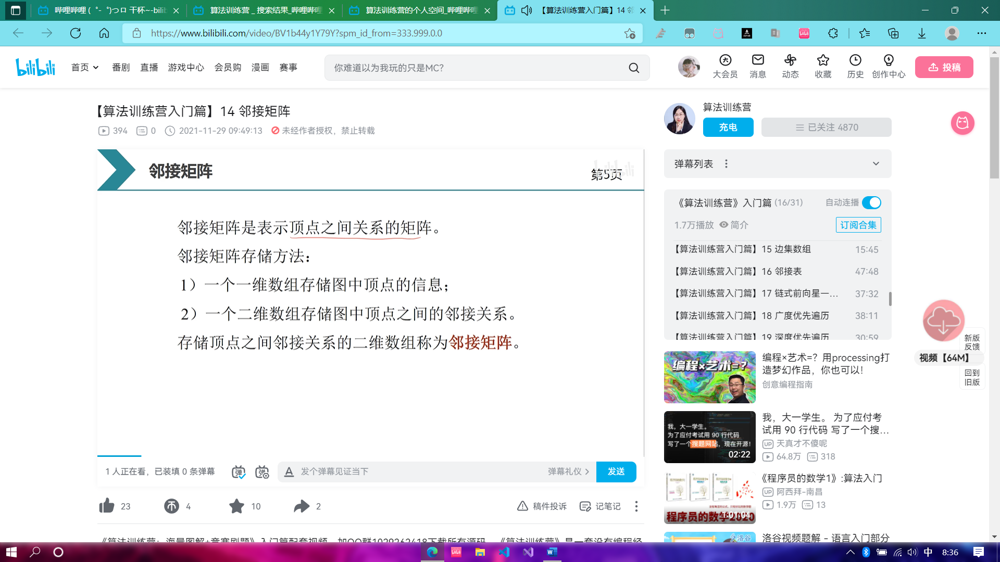 哔哩哔哩 (゜-゜)つロ 干杯~-bilib
算法训练营 _ 搜索结果_哔哩哔哩
算法训练营的个人空间_哔哩哔哩
【算法训练营入门篇】14 邻
https://www.bilibili.com/video/BV1b44y1Y79Y?spm_id_from=333.999.0.0
bilibili
首页
番剧
直播
游戏中心
会员购
漫画
赛事
你难道以为我玩的只是MC?
大会员
消息
动态
收藏
历史
创作中心
投稿
【算法训练营入门篇】14 邻接矩阵
394
0
2021-11-29 09:49:13
未经作者授权，禁止转载
算法训练营
充电
已关注 4870
邻接矩阵
第5页
bilibili
邻接矩阵是表示顶点之间关系的矩阵。
邻接矩阵存储方法：
1）一个一维数组存储图中顶点的信息；
2）一个二维数组存储图中顶点之间的邻接关系。
存储顶点之间邻接关系的二维数组称为邻接矩阵。
弹幕列表
《算法训练营》入门篇 (16/31)
自动连播
1.7万播放
简介
订阅合集
【算法训练营入门篇】15 边集数组 15:45
【算法训练营入门篇】16 邻接表 47:48
【算法训练营入门篇】17 链式前向星一... 37:32
【算法训练营入门篇】18 广度优先遍历 38:11
【算法训练营入门篇】19 深度优先遍历 30:59
编程×艺术=？
编程×艺术=？用processing打
造梦幻作品，你也可以！
创意编程指南
我，大一学生。
为了应付考试用 90 行代码
写了一个搜题网站，现在开源！
02:22
我，大一学生。 为了应付考
试用 90 行代码 写了一个搜...
UP 天真才不傻呢
64.8万
318
程序员的数学2020
1:01:04
《程序员的数学1》:算法入门
UP 阿西拜-南昌
1.9万
13
洛谷
洛谷视频题解 - 语言入门部分
新版
反馈
视频【64M】
回到
旧版
1 人正在看，已装填 0 条弹幕
发个弹幕见证当下
弹幕礼仪
发送
23
4
10
2
稿件投诉
记笔记
《算法训练营：海量图解+竞赛刷题》入门篇配套视频，加QQ群1029262418下载所有源码。 《算法训练营》是一套没有编程经
中
8:36